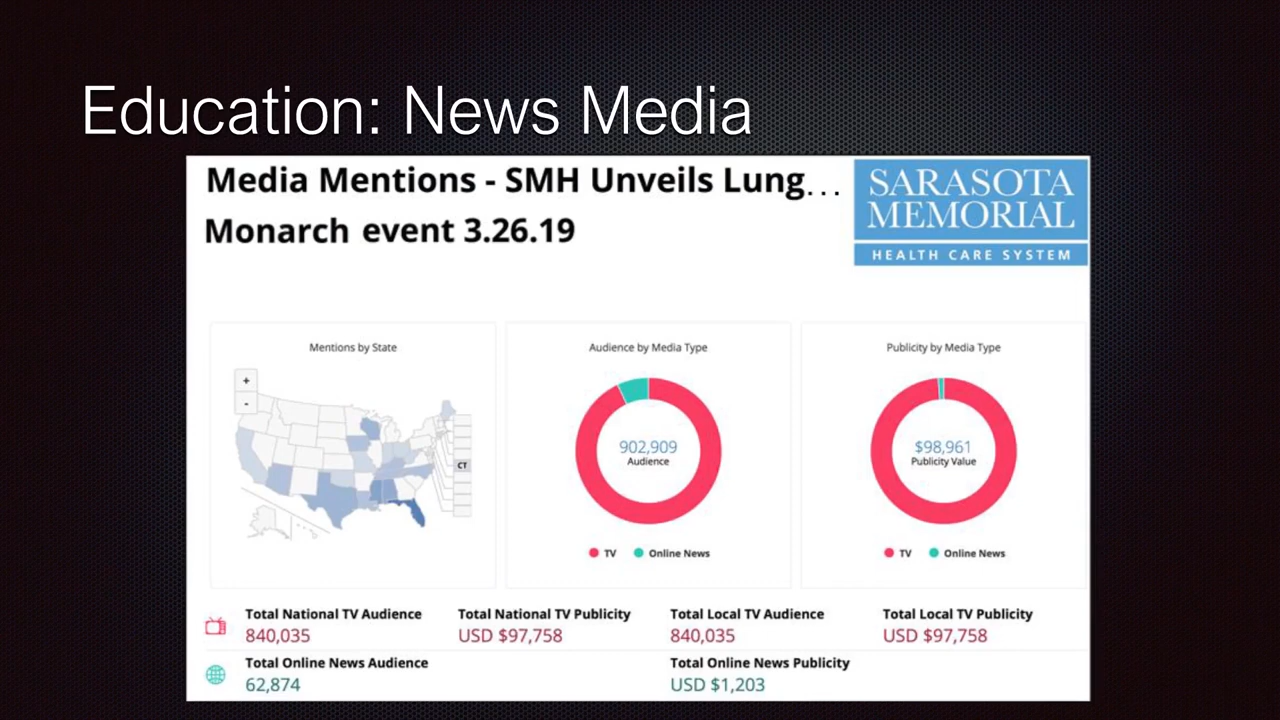 Education: News Media
Media Mentions - SMH Unveils Lung...
Monarch event 3.26.19
SARASOTA
MEMORIAL
HEALTH CARE SYSTEM
Mentions by State
+
-
CT
Audience by Media Type
902,909
Audience
TV Online News
Publicity by Media Type
$98,961
Publicity Value
TV Online News
Total National TV Audience Total National TV Publicity Total Local TV Audience Total Local TV Publicity
840,035 USD $97,758 840,035 USD $97,758
Total Online News Audience Total Online News Publicity
62,874 USD $1,203